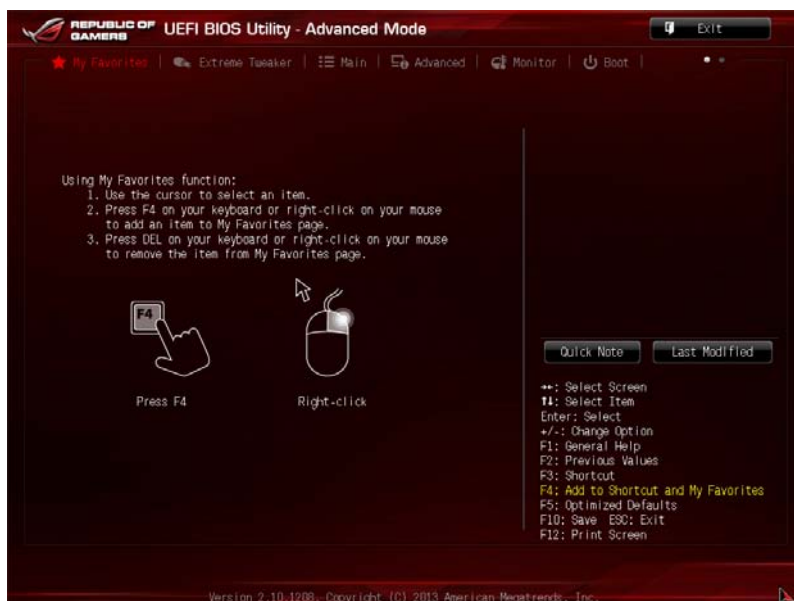 REPUBLIC OF
GAMERS
UEFI BIOS Utility - Advanced Mode
Exit
My Favorites | Extreme Tweaker | Main | Advanced | Monitor | Boot |
Using My Favorites function:
1. Use the cursor to select an item.
2. Press F4 on your keyboard or right-click on your mouse
to add an item to My Favorites page.
3. Press DEL on your keyboard or right-click on your mouse
to remove the item from My Favorites page.
F4
Press F4
Right-click
Quick Note
Last Modified
→←: Select Screen
↑↓: Select Item
Enter: Select
+/-: Change Option
F1: General Help
F2: Previous Values
F3: Shortcut
F4: Add to Shortcut and My Favorites
F5: Optimized Defaults
F10: Save ESC: Exit
F12: Print Screen
Version 2.10.1208. Copyright (C) 2013 American Megatrends, Inc.